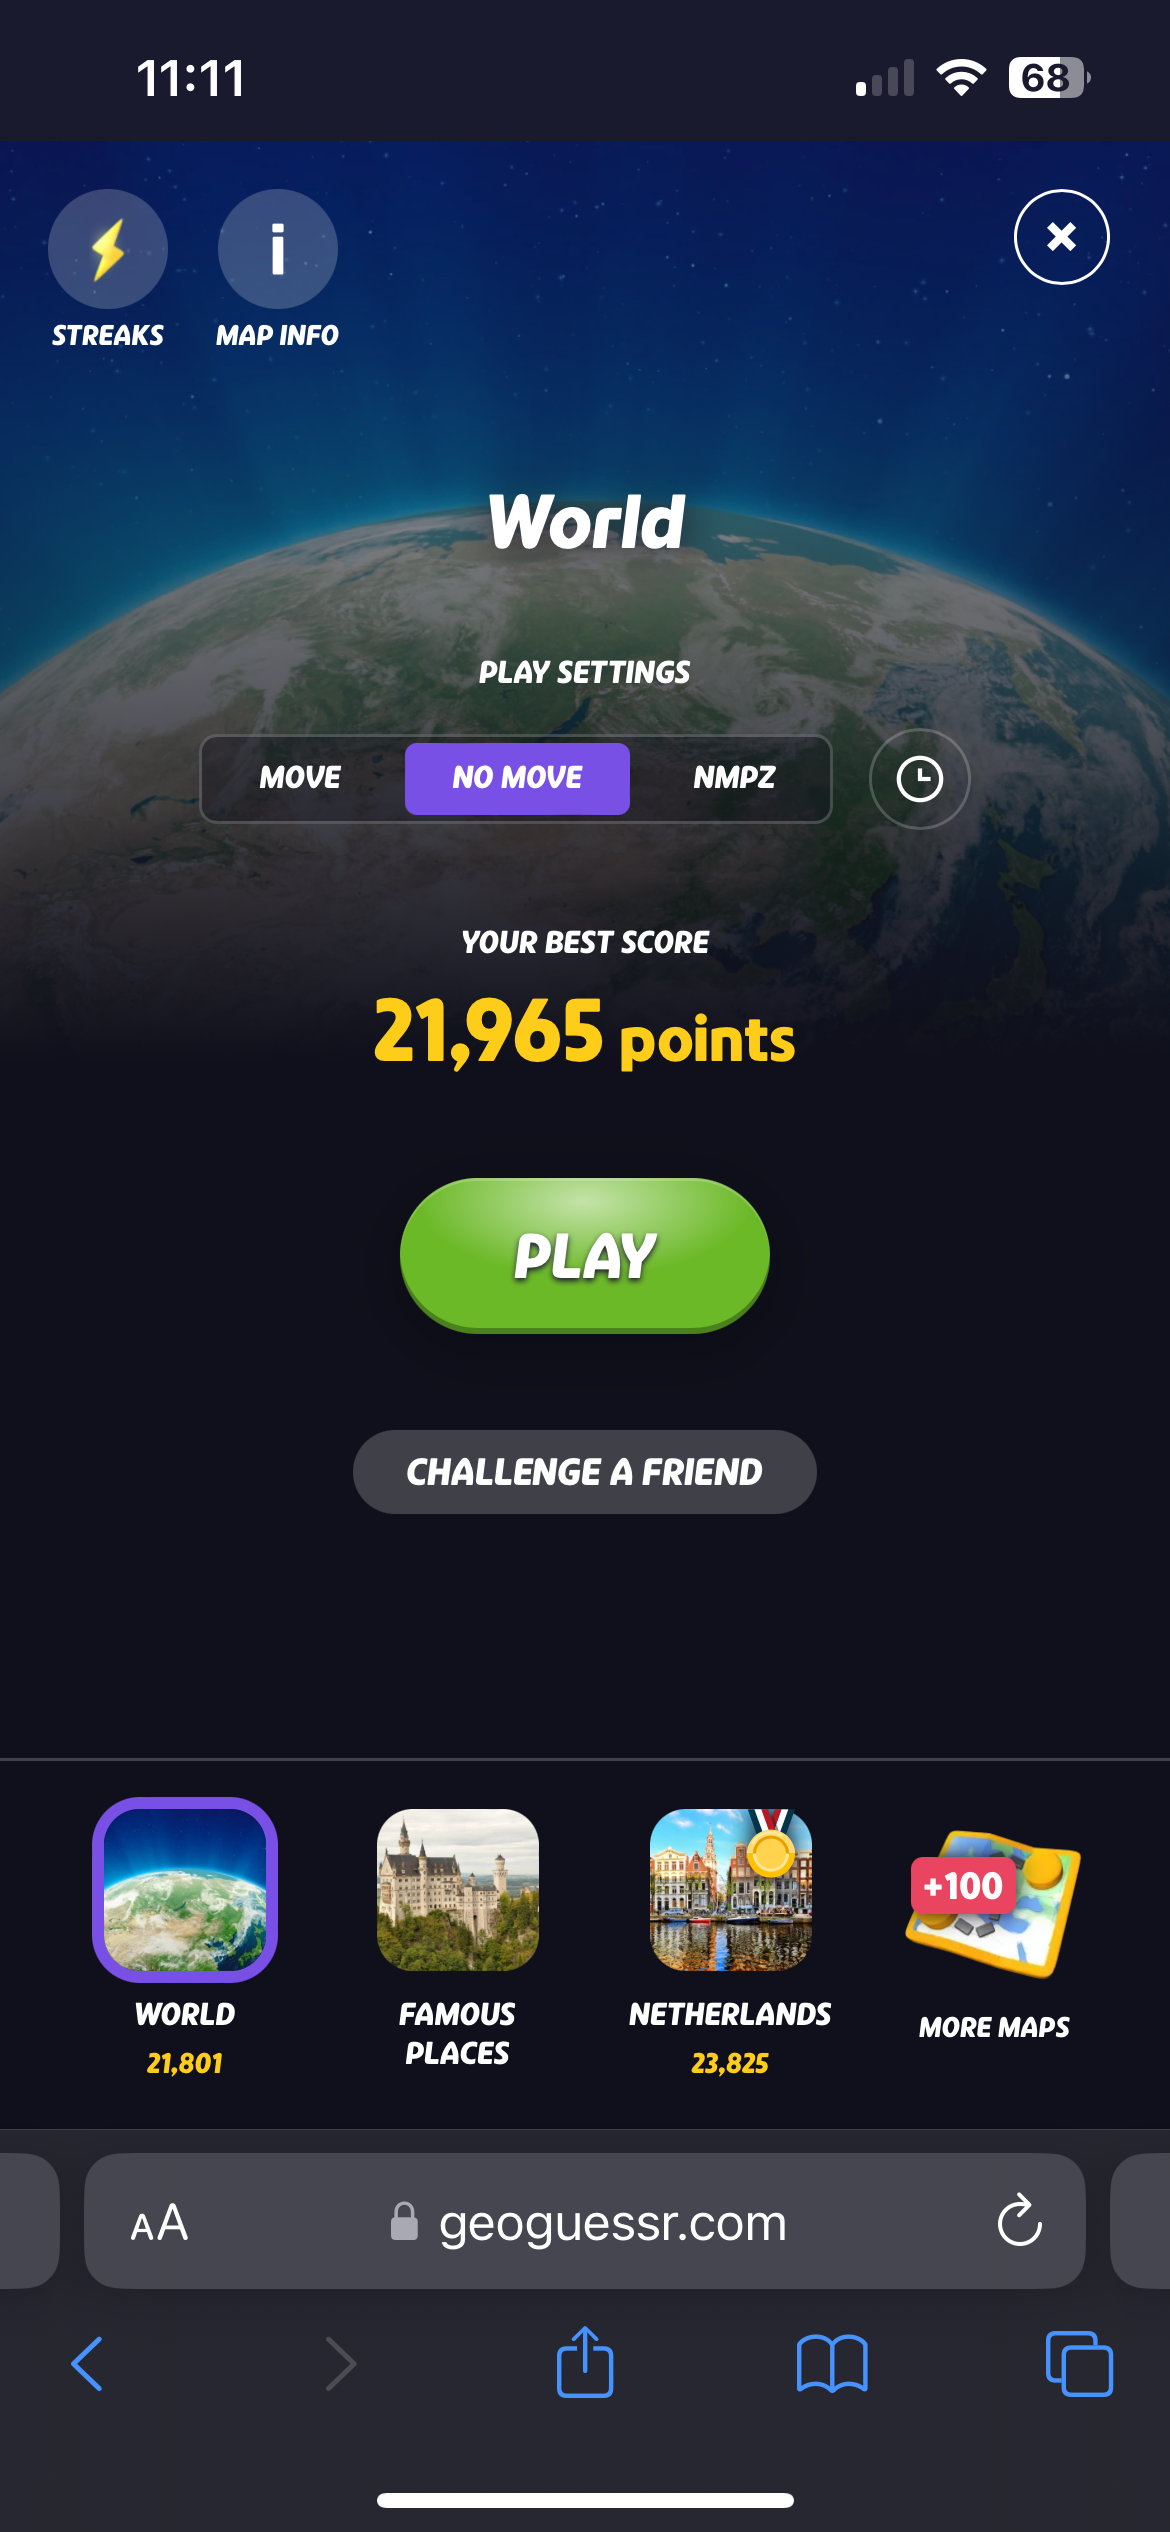 11:11
68
STREAKS
MAP INFO
World
PLAY SETTINGS
MOVE
NO MOVE
NMPZ
YOUR BEST SCORE
21,965 points
PLAY
CHALLENGE A FRIEND
+100
WORLD
21,801
FAMOUS
PLACES
NETHERLANDS
23,825
MORE MAPS
AA
geoguessr.com